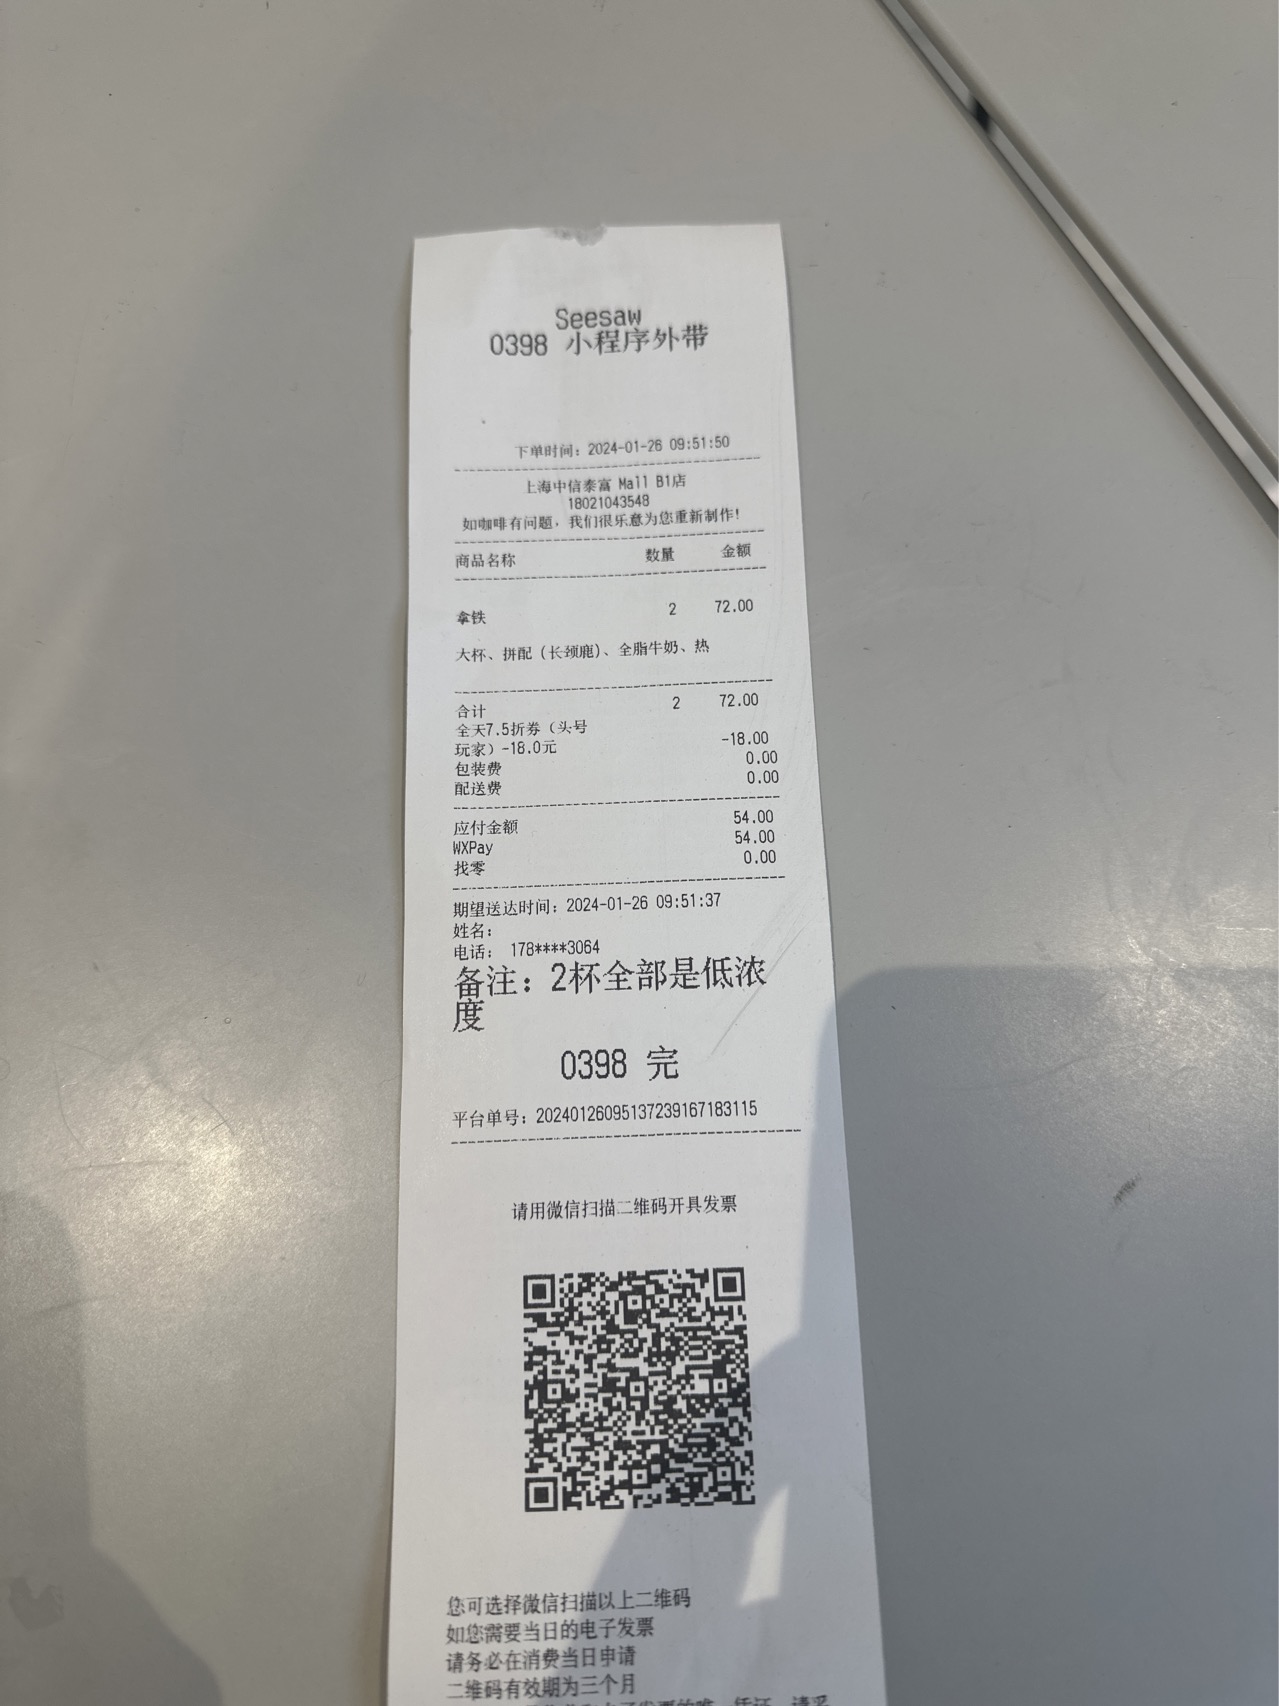 Seesaw
0398 小程序外带
下单时间：2024-01-26 09:51:50
上海中信泰富 Mall B1店
18021043548
如咖啡有问题，我们很乐意为您重新制作！
商品名称 数量 金额
拿铁 2 72.00
大杯、拼配（长颈鹿）、全脂牛奶、热
合计 2 72.00
全天7.5折券（头号
玩家）-18.0元 -18.00
包装费 0.00
配送费 0.00
应付金额 54.00
WXPay 54.00
找零 0.00
期望送达时间：2024-01-26 09:51:37
姓名：
电话： 178****3064
备注：2杯全部是低浓
度
0398 完
平台单号：20240126095137239167183115
请用微信扫描二维码开具发票
您可选择微信扫描以上二维码
如您需要当日的电子发票
请务必在消费当日申请
二维码有效期为三个月